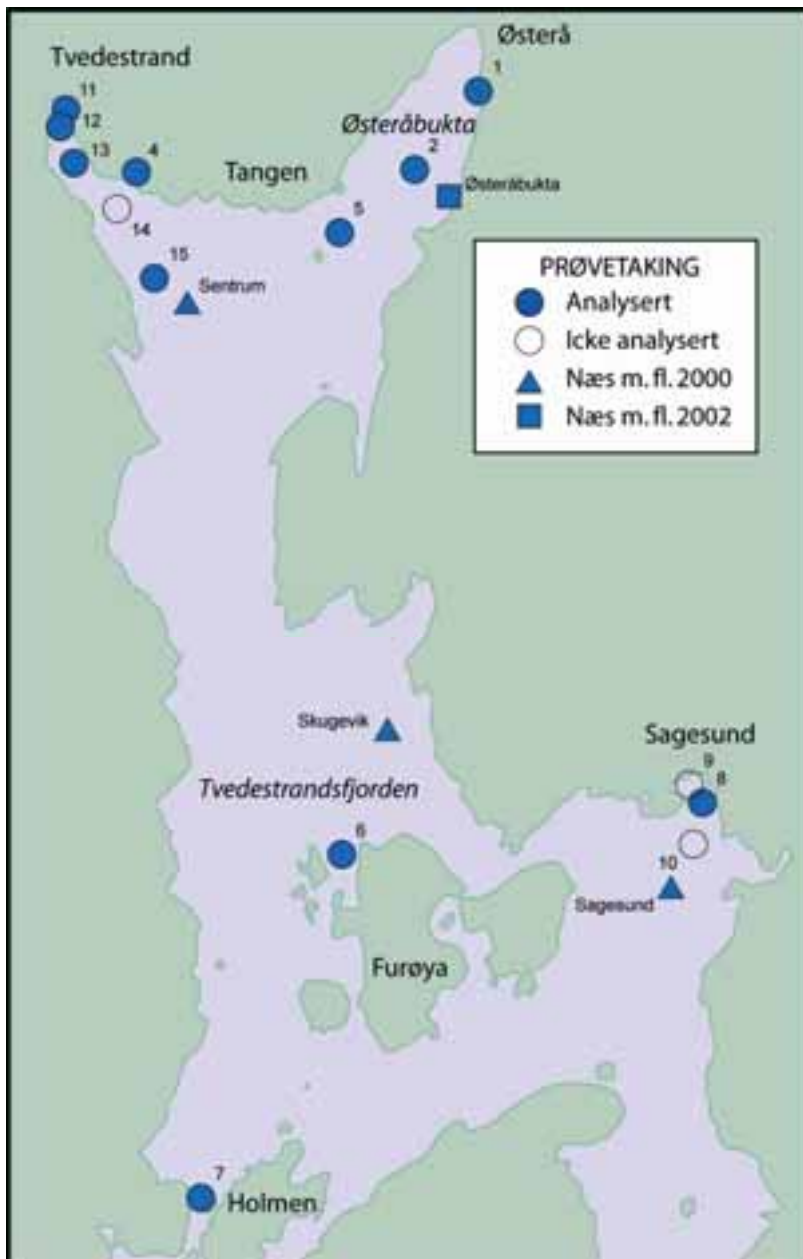 Østerå
Tvedestrand
1
11
12
Østeråbukta
13
4
2
Tangen
Østeråbukta
5
14
15
Sentrum
PRØVETAKING
Analysert
Icke analysert
Næs m. fl. 2000
Næs m. fl. 2002
Skugevik
Sagesund
9
8
Tvedestrandsfjorden
6
10
Sagesund
Furøya
7
Holmen